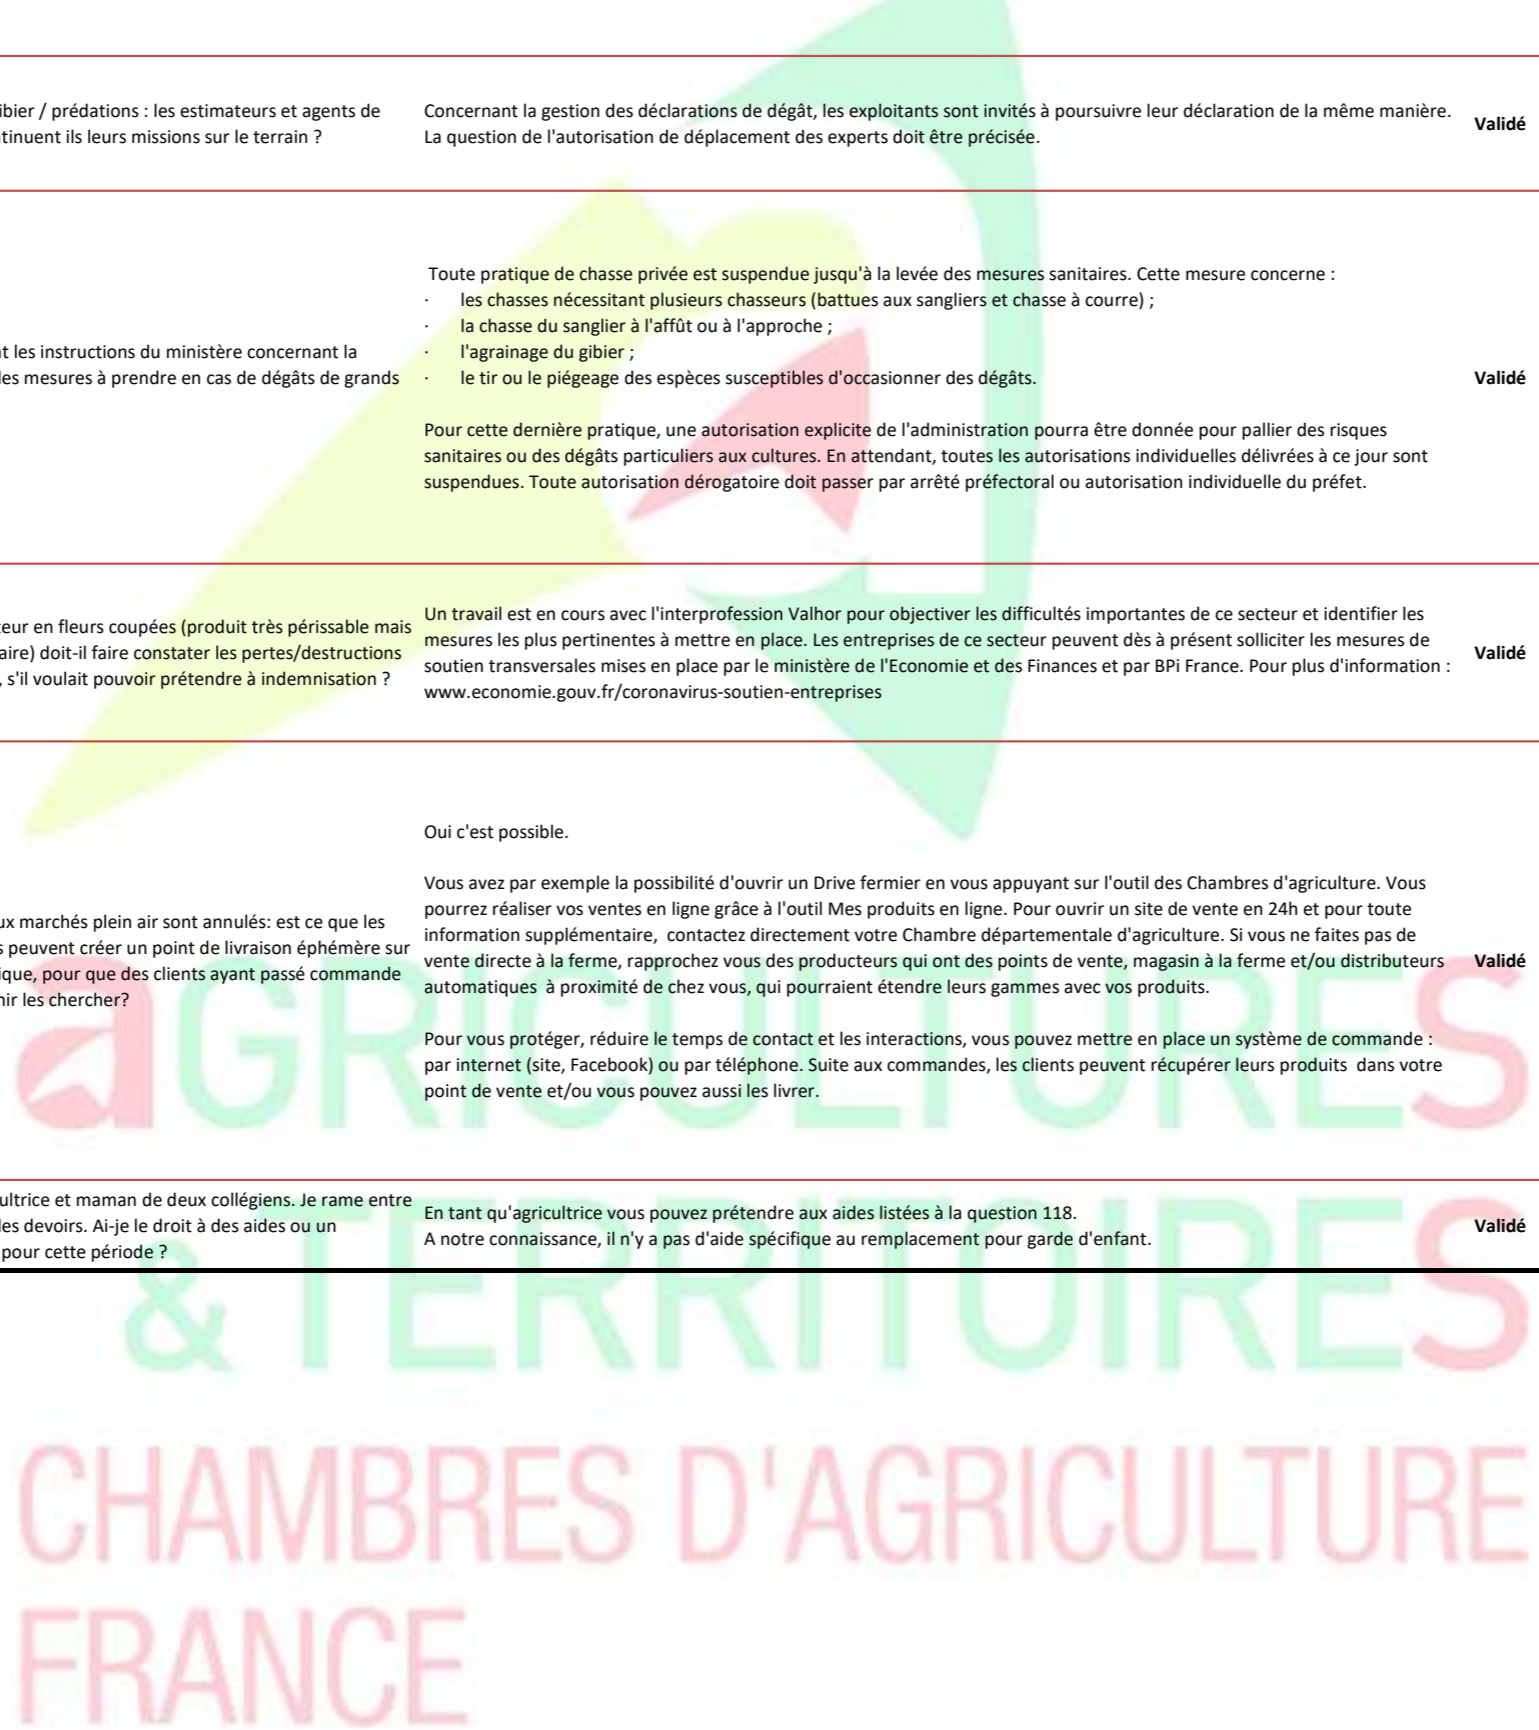 ibier / prédations : les estimateurs et agents de
tinuent ils leurs missions sur le terrain ?
Concernant la gestion des déclarations de dégât, les exploitants sont invités à poursuivre leur déclaration de la même manière.
La question de l'autorisation de déplacement des experts doit être précisée.
Validé
t les instructions du ministère concernant la
les mesures à prendre en cas de dégâts de grands
Toute pratique de chasse privée est suspendue jusqu'à la levée des mesures sanitaires. Cette mesure concerne :
· les chasses nécessitant plusieurs chasseurs (battues aux sangliers et chasse à courre) ;
· la chasse du sanglier à l'affût ou à l'approche ;
· l'agrainage du gibier ;
· le tir ou le piégeage des espèces susceptibles d'occasionner des dégâts.
Pour cette dernière pratique, une autorisation explicite de l'administration pourra être donnée pour pallier des risques
sanitaires ou des dégâts particuliers aux cultures. En attendant, toutes les autorisations individuelles délivrées à ce jour sont
suspendues. Toute autorisation dérogatoire doit passer par arrêté préfectoral ou autorisation individuelle du préfet.
Validé
teur en fleurs coupées (produit très périssable mais
aire) doit-il faire constater les pertes/destructions
, s'il voulait pouvoir prétendre à indemnisation ?
Un travail est en cours avec l'interprofession Valhor pour objectiver les difficultés importantes de ce secteur et identifier les
mesures les plus pertinentes à mettre en place. Les entreprises de ce secteur peuvent dès à présent solliciter les mesures de
soutien transversales mises en place par le ministère de l'Economie et des Finances et par BPi France. Pour plus d'information :
www.economie.gouv.fr/coronavirus-soutien-entreprises
Validé
ux marchés plein air sont annulés: est ce que les
s peuvent créer un point de livraison éphémère sur
ique, pour que des clients ayant passé commande
nir les chercher?
Oui c'est possible.
Vous avez par exemple la possibilité d'ouvrir un Drive fermier en vous appuyant sur l'outil des Chambres d'agriculture. Vous
pourrez réaliser vos ventes en ligne grâce à l'outil Mes produits en ligne. Pour ouvrir un site de vente en 24h et pour toute
information supplémentaire, contactez directement votre Chambre départementale d'agriculture. Si vous ne faites pas de
vente directe à la ferme, rapprochez vous des producteurs qui ont des points de vente, magasin à la ferme et/ou distributeurs
automatiques à proximité de chez vous, qui pourraient étendre leurs gammes avec vos produits.
Pour vous protéger, réduire le temps de contact et les interactions, vous pouvez mettre en place un système de commande :
par internet (site, Facebook) ou par téléphone. Suite aux commandes, les clients peuvent récupérer leurs produits dans votre
point de vente et/ou vous pouvez aussi les livrer.
Validé
ultrice et maman de deux collégiens. Je rame entre
les devoirs. Ai-je le droit à des aides ou un
pour cette période ?
En tant qu'agricultrice vous pouvez prétendre aux aides listées à la question 118.
A notre connaissance, il n'y a pas d'aide spécifique au remplacement pour garde d'enfant.
Validé
aGRICULTURES
& TERRITOIRES
CHAMBRES D'AGRICULTURE
FRANCE